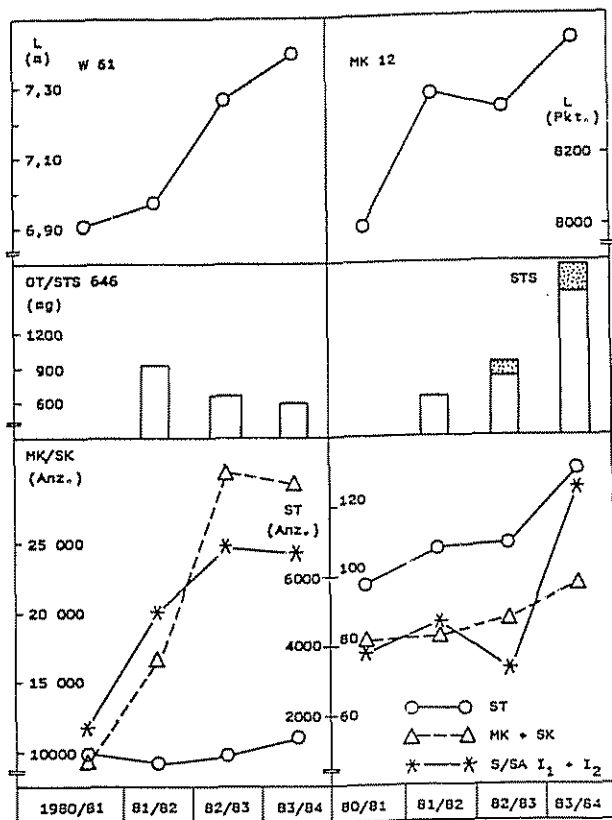 L
(m)
W 61
7,30
7,10
6,90
MK 12
L
(Pkt.)
8200
8000
OT/STS 646
(mg)
1200
900
600
STS
MK/SK
(Anz.)
25 000
20 000
15 000
10000
ST
(Anz.)
6000
4000
2000
120
100
80
60
ST
MK + SK
S/SA I₁ + I₂
1980/81
81/82
82/83
83/84
80/81
81/82
82/83
83/84